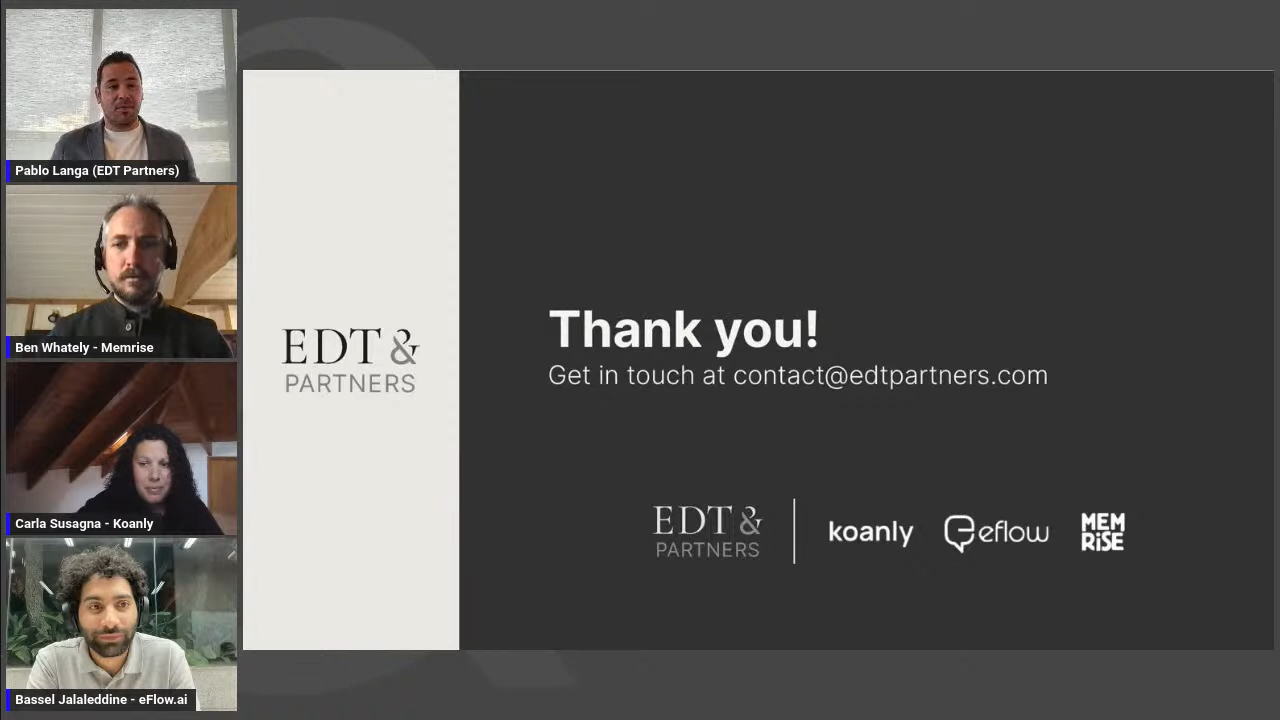 Pablo Langa (EDT Partners)
Ben Whately - Memrise
Carla Susagna - Koanly
Bassel Jalaleddine - eFlow.ai
EDT &
PARTNERS
Thank you!
Get in touch at contact@edtpartners.com
EDT &
PARTNERS
koanly
eflow
MEM
RiSE